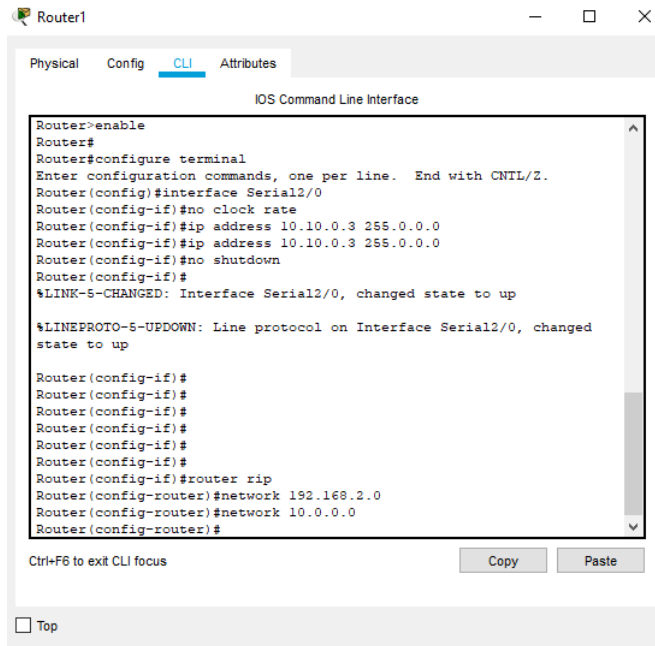 Router1
Physical Config CLI Attributes
IOS Command Line Interface
Router>enable
Router#
Router#configure terminal
Enter configuration commands, one per line.  End with CNTL/Z.
Router(config)#interface Serial2/0
Router(config-if)#no clock rate
Router(config-if)#ip address 10.10.0.3 255.0.0.0
Router(config-if)#ip address 10.10.0.3 255.0.0.0
Router(config-if)#no shutdown
Router(config-if)#
%LINK-5-CHANGED: Interface Serial2/0, changed state to up
%LINEPROTO-5-UPDOWN: Line protocol on Interface Serial2/0, changed
state to up
Router(config-if)#
Router(config-if)#
Router(config-if)#
Router(config-if)#
Router(config-if)#
Router(config-if)#
Router(config-if)#router rip
Router(config-router)#network 192.168.2.0
Router(config-router)#network 10.0.0.0
Router(config-router)#
Ctrl+F6 to exit CLI focus
Copy Paste
Top